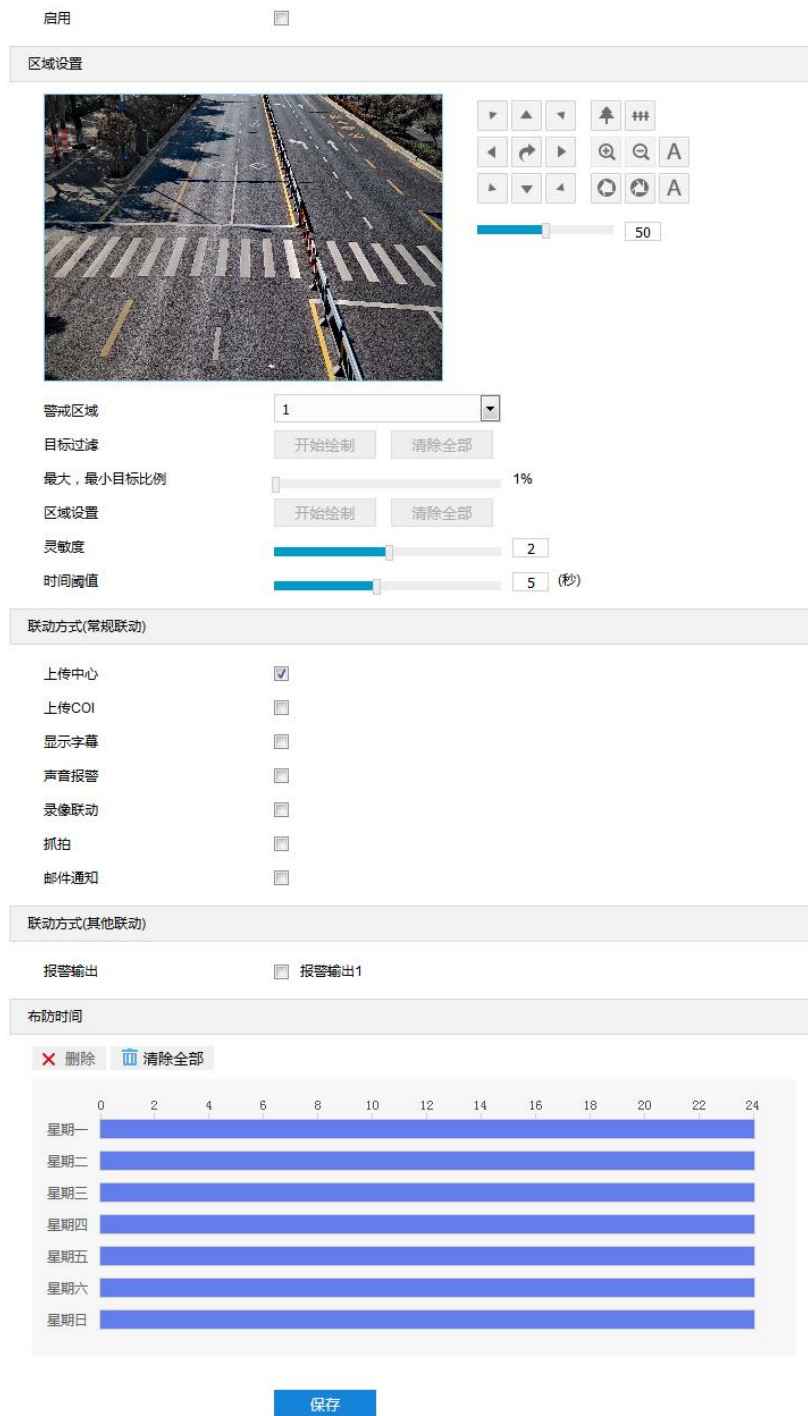 启用
区域设置
A
A
50
警戒区域 1
目标过滤 开始绘制 清除全部
最大，最小目标比例 1%
区域设置 开始绘制 清除全部
灵敏度 2
时间阈值 5 (秒)
联动方式(常规联动)
上传中心
上传COI
显示字幕
声音报警
录像联动
抓拍
邮件通知
联动方式(其他联动)
报警输出 报警输出1
布防时间
删除 清除全部
0 2 4 6 8 10 12 14 16 18 20 22 24
星期一
星期二
星期三
星期四
星期五
星期六
星期日
保存